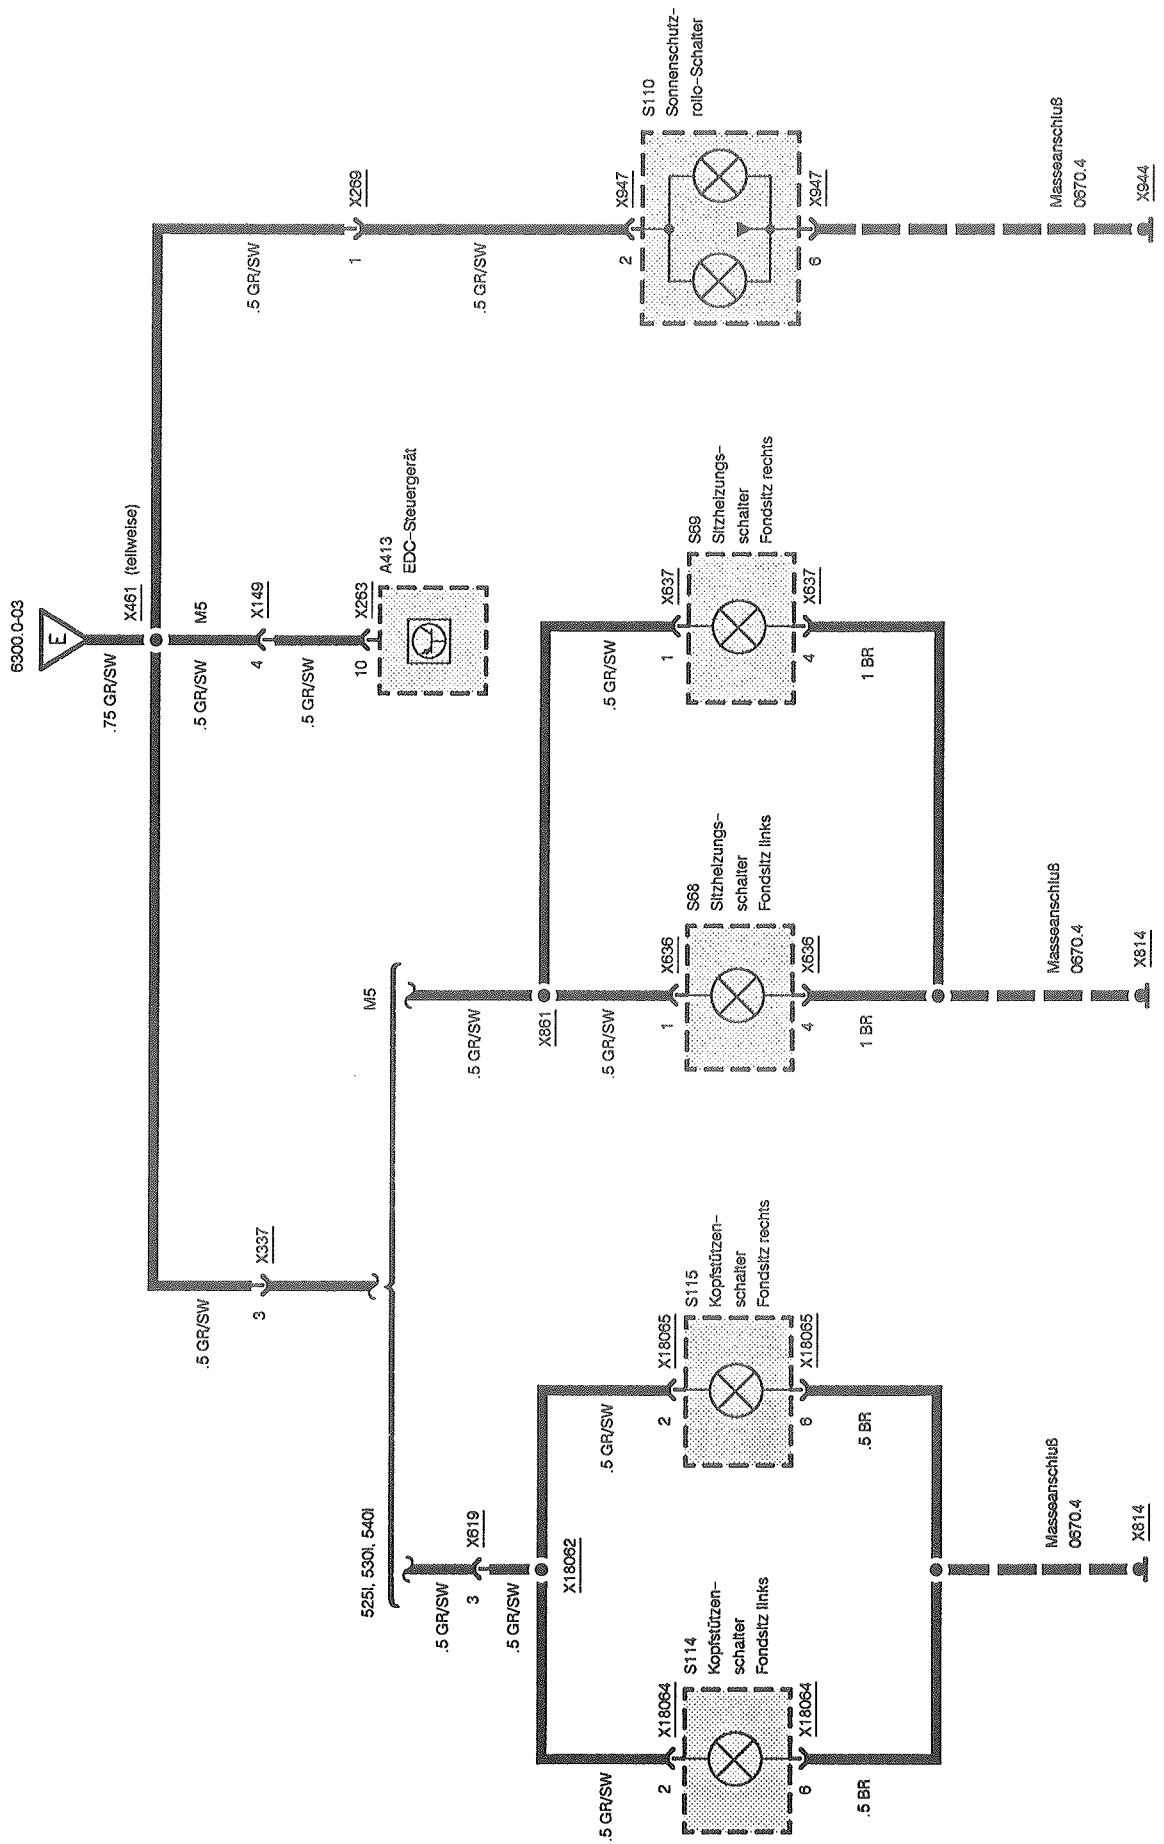 6300.0-03
E
.75 GR/SW
X461 (teilweise)
.5 GR/SW
M5
4
X149
.5 GR/SW
10
X263
A413
EDC-Steuergerät
.5 GR/SW
1
X269
.5 GR/SW
2
X947
S110
Sonnenschutz-
rollo-Schalter
6
X947
Masseanschluß
0670.4
X944
.5 GR/SW
3
X337
525i, 530i, 540i
M5
.5 GR/SW
3
X619
.5 GR/SW
X18062
.5 GR/SW
2
X18064
S114
Kopfstützen-
schalter
Fondsitz links
6
X18064
.5 BR
.5 GR/SW
2
X18065
S115
Kopfstützen-
schalter
Fondsitz rechts
6
X18065
.5 BR
Masseanschluß
0670.4
X814
.5 GR/SW
X861
.5 GR/SW
1
X636
S68
Sitzheizungs-
schalter
Fondsitz links
4
X636
1 BR
.5 GR/SW
1
X637
S69
Sitzheizungs-
schalter
Fondsitz rechts
4
X637
1 BR
Masseanschluß
0670.4
X814